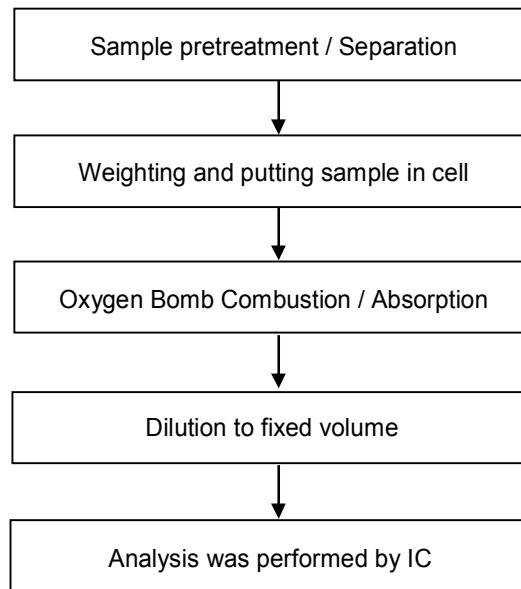 Sample pretreatment / Separation
Weighting and putting sample in cell
Oxygen Bomb Combustion / Absorption
Dilution to fixed volume
Analysis was performed by IC